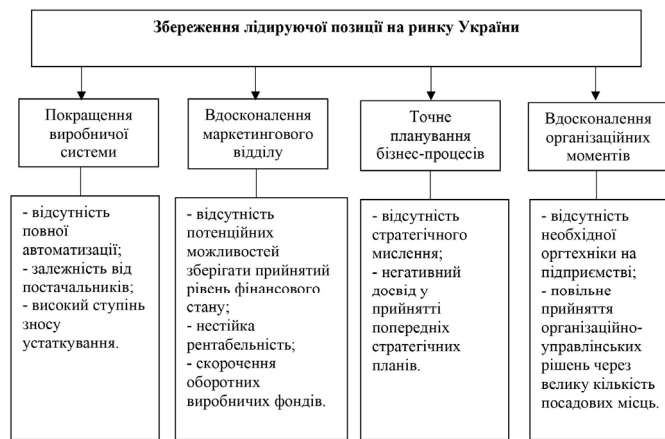 Збереження лідируючої позиції на ринку України
Покращення
виробничої
системи
Вдосконалення
маркетингового
відділу
Точне
планування
бізнес-процесів
Вдосконалення
організаційних
моментів
- відсутність
повної
автоматизації;
- залежність від
постачальників;
- високий ступінь
зносу
устаткування.
- відсутність
потенційних
можливостей
зберігати прийнятий
рівень фінансового
стану;
- нестійка
рентабельність;
- скорочення
оборотних
виробничих фондів.
- відсутність
стратегічного
мислення;
- негативний
досвід у
прийнятті
попередніх
стратегічних
планів.
- відсутність
необхідної
оргтехніки на
підприємстві;
- повільне
прийняття
організаційно-
управлінських
рішень через
велику кількість
посадових місць.